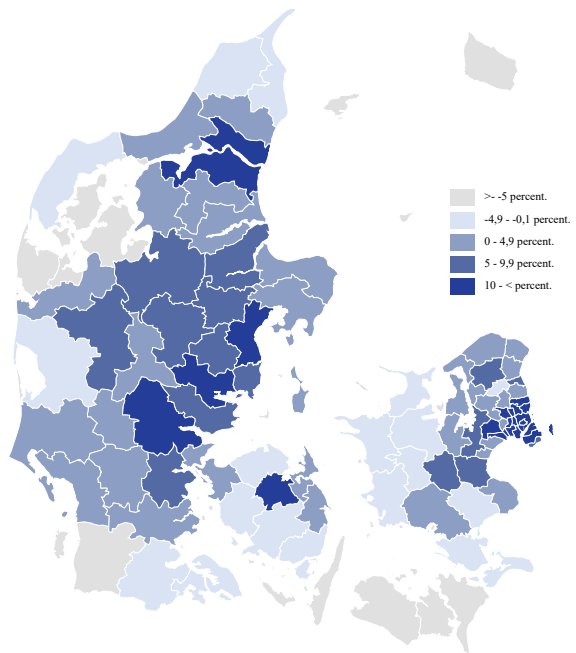 >- -5 percent.
-4,9 - -0,1 percent.
0 - 4,9 percent.
5 - 9,9 percent.
10 - < percent.